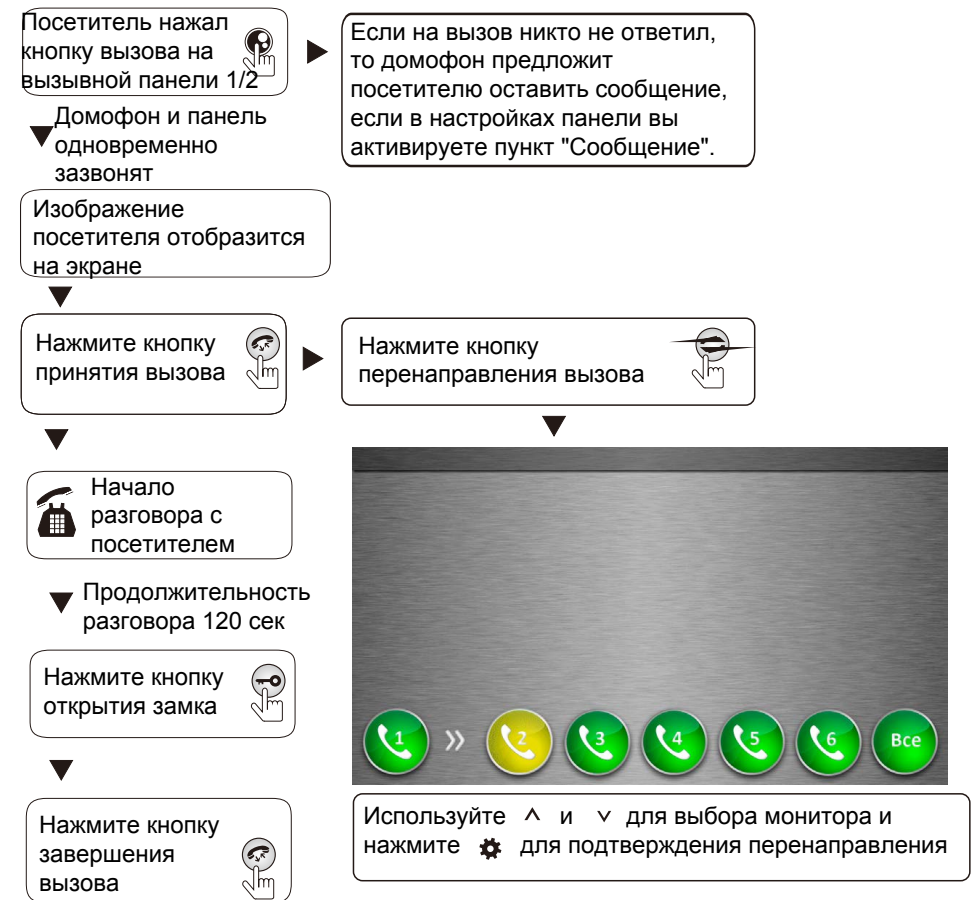 Посетитель нажал
кнопку вызова на
вызывной панели 1/2
Если на вызов никто не ответил,
то домофон предложит
посетителю оставить сообщение,
если в настройках панели вы
активируете пункт "Сообщение".
Домофон и панель
одновременно
зазвонят
Изображение
посетителя отобразится
на экране
Нажмите кнопку
принятия вызова
Нажмите кнопку
перенаправления вызова
Начало
разговора с
посетителем
Продолжительность
разговора 120 сек
Нажмите кнопку
открытия замка
Нажмите кнопку
завершения
вызова
1 » 2 3 4 5 6 Все
Используйте ˄ и ˅ для выбора монитора и
нажмите для подтверждения перенаправления